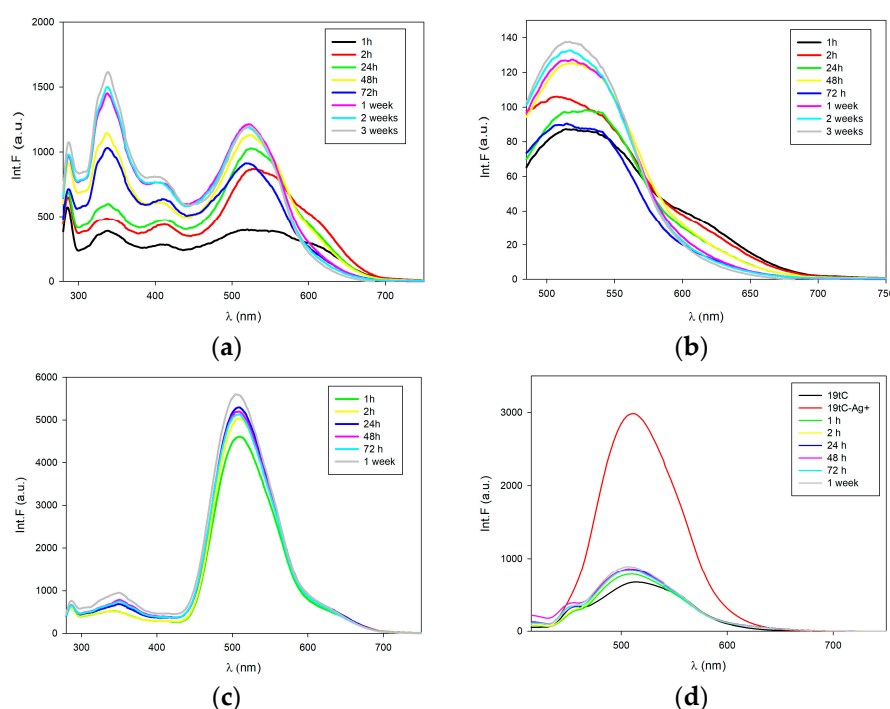 2000
1500
1000
500
0
Int.F (a.u.)
300 400 500 600 700
λ (nm)
1h
2h
24h
48h
72h
1 week
2 weeks
3 weeks
(a)
140
120
100
80
60
40
20
0
Int.F (a.u.)
500 550 600 650 700 750
λ (nm)
1h
2h
24h
48h
72 h
1 week
2 weeks
3 weeks
(b)
6000
5000
4000
3000
2000
1000
0
Int.F (a.u.)
300 400 500 600 700
λ (nm)
1h
2h
24h
48h
72 h
1 week
(c)
3000
2000
1000
0
Int.F (a.u.)
500 600 700
λ (nm)
19tC
19tC-Ag+
1 h
2 h
24 h
48 h
72 h
1 week
(d)